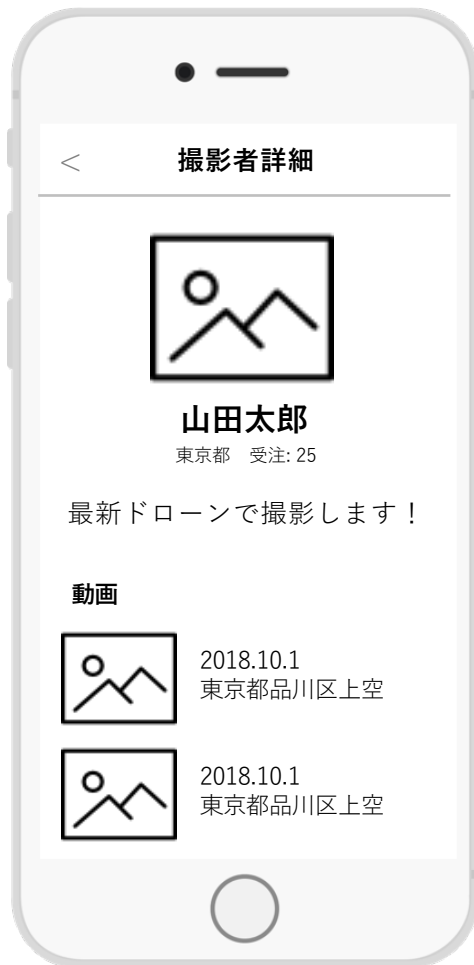 < 撮影者詳細
山田太郎
東京都　受注: 25
最新ドローンで撮影します！
動画
2018.10.1
東京都品川区上空
2018.10.1
東京都品川区上空